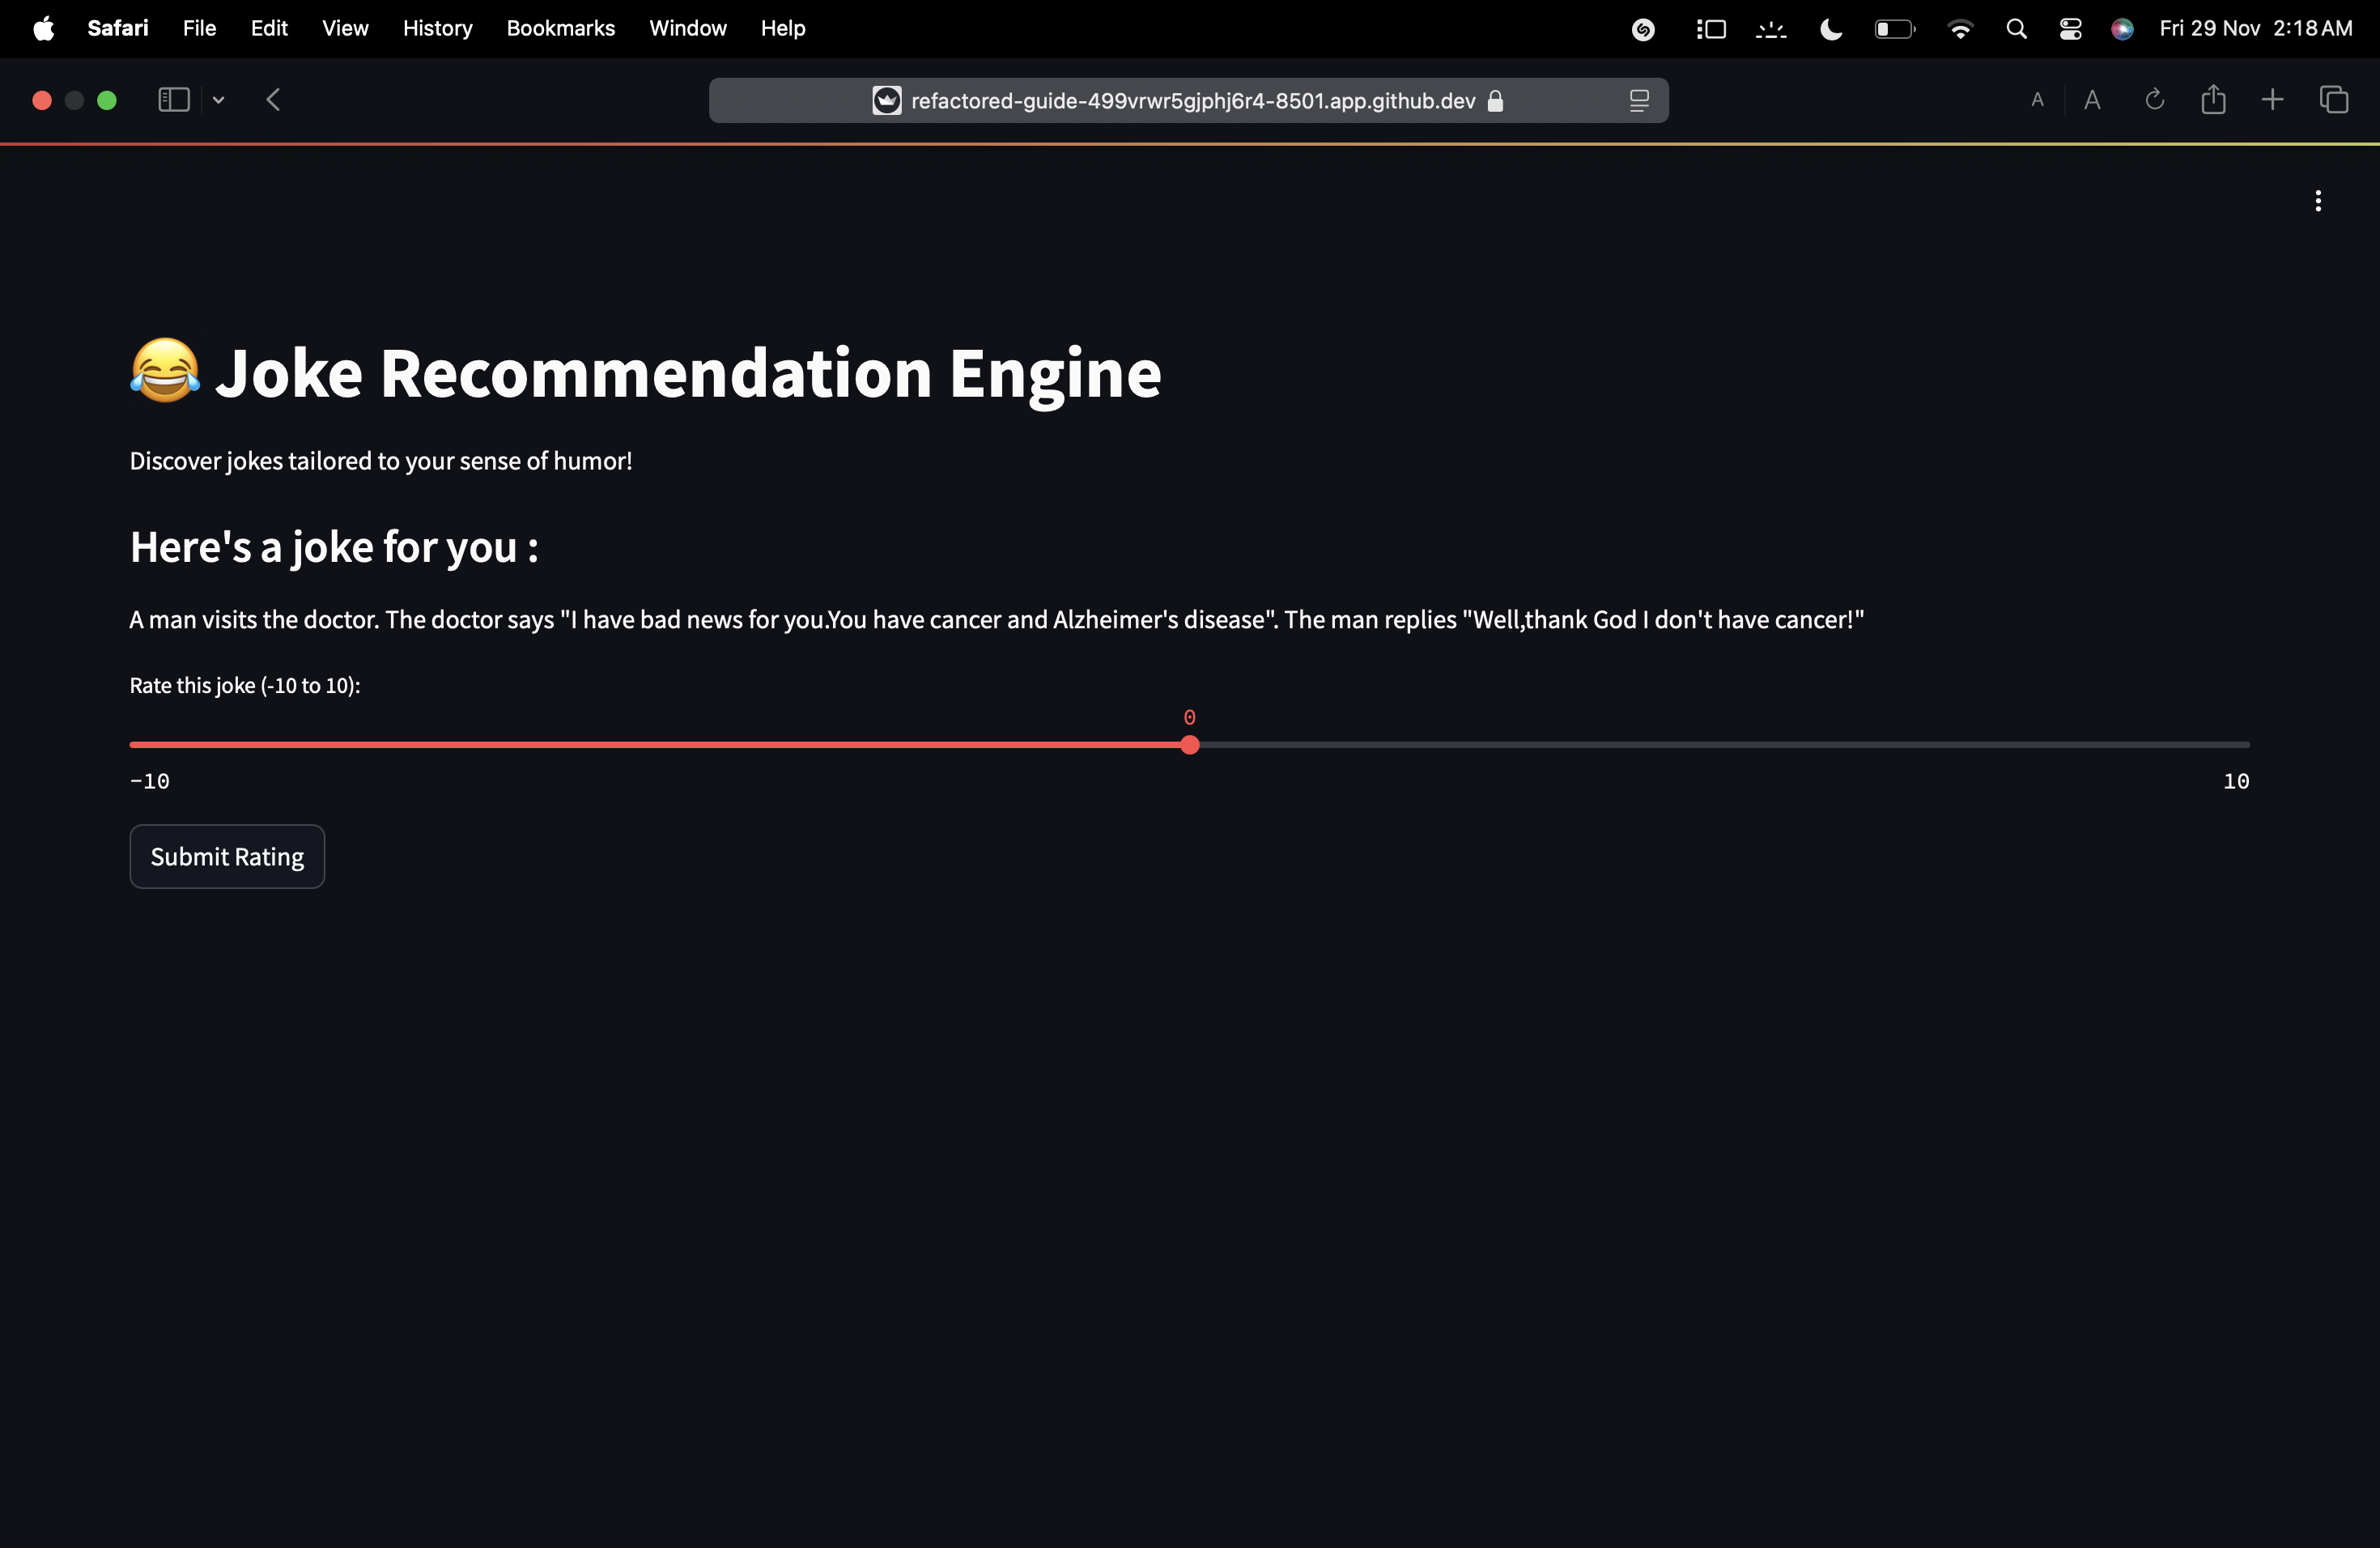 Safari File Edit View History Bookmarks Window Help Fri 29 Nov 2:18 AM
refactored-guide-499vrwr5gjphj6r4-8501.app.github.dev A A
😂 Joke Recommendation Engine
Discover jokes tailored to your sense of humor!
Here's a joke for you :
A man visits the doctor. The doctor says "I have bad news for you.You have cancer and Alzheimer's disease". The man replies "Well,thank God I don't have cancer!"
Rate this joke (-10 to 10):
0
-10 10
Submit Rating